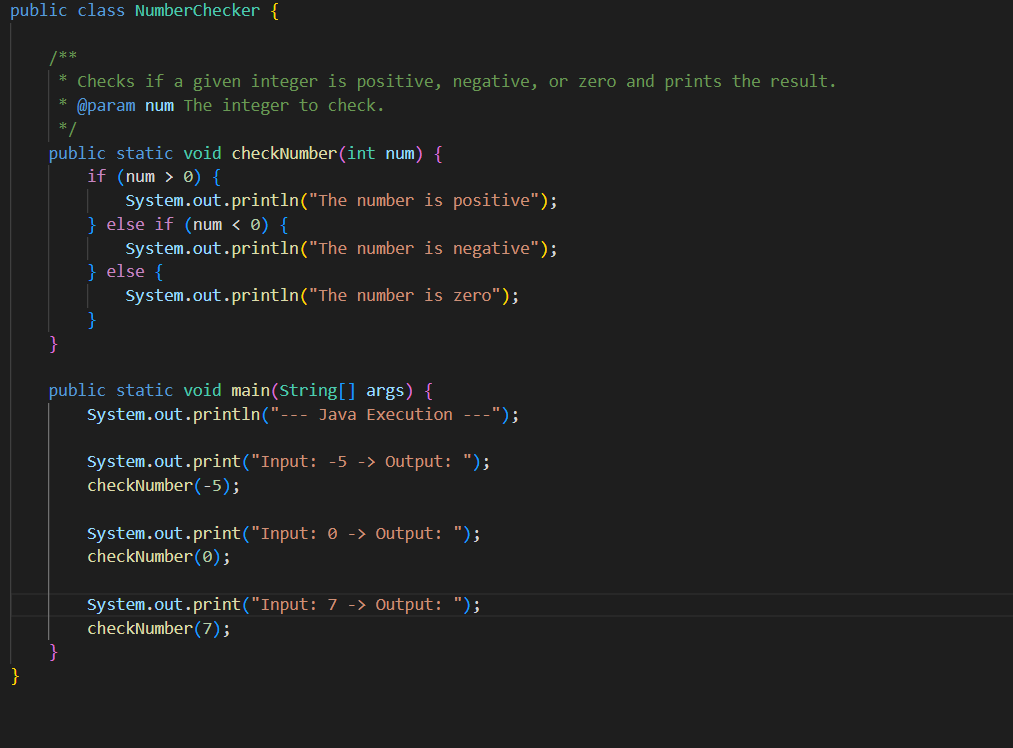 public class NumberChecker {
/**
* Checks if a given integer is positive, negative, or zero and prints the result.
* @param num The integer to check.
*/
public static void checkNumber(int num) {
if (num > 0) {
System.out.println("The number is positive");
} else if (num < 0) {
System.out.println("The number is negative");
} else {
System.out.println("The number is zero");
}
}
public static void main(String[] args) {
System.out.println("--- Java Execution ---");
System.out.print("Input: -5 -> Output: ");
checkNumber(-5);
System.out.print("Input: 0 -> Output: ");
checkNumber(0);
System.out.print("Input: 7 -> Output: ");
checkNumber(7);
}
}